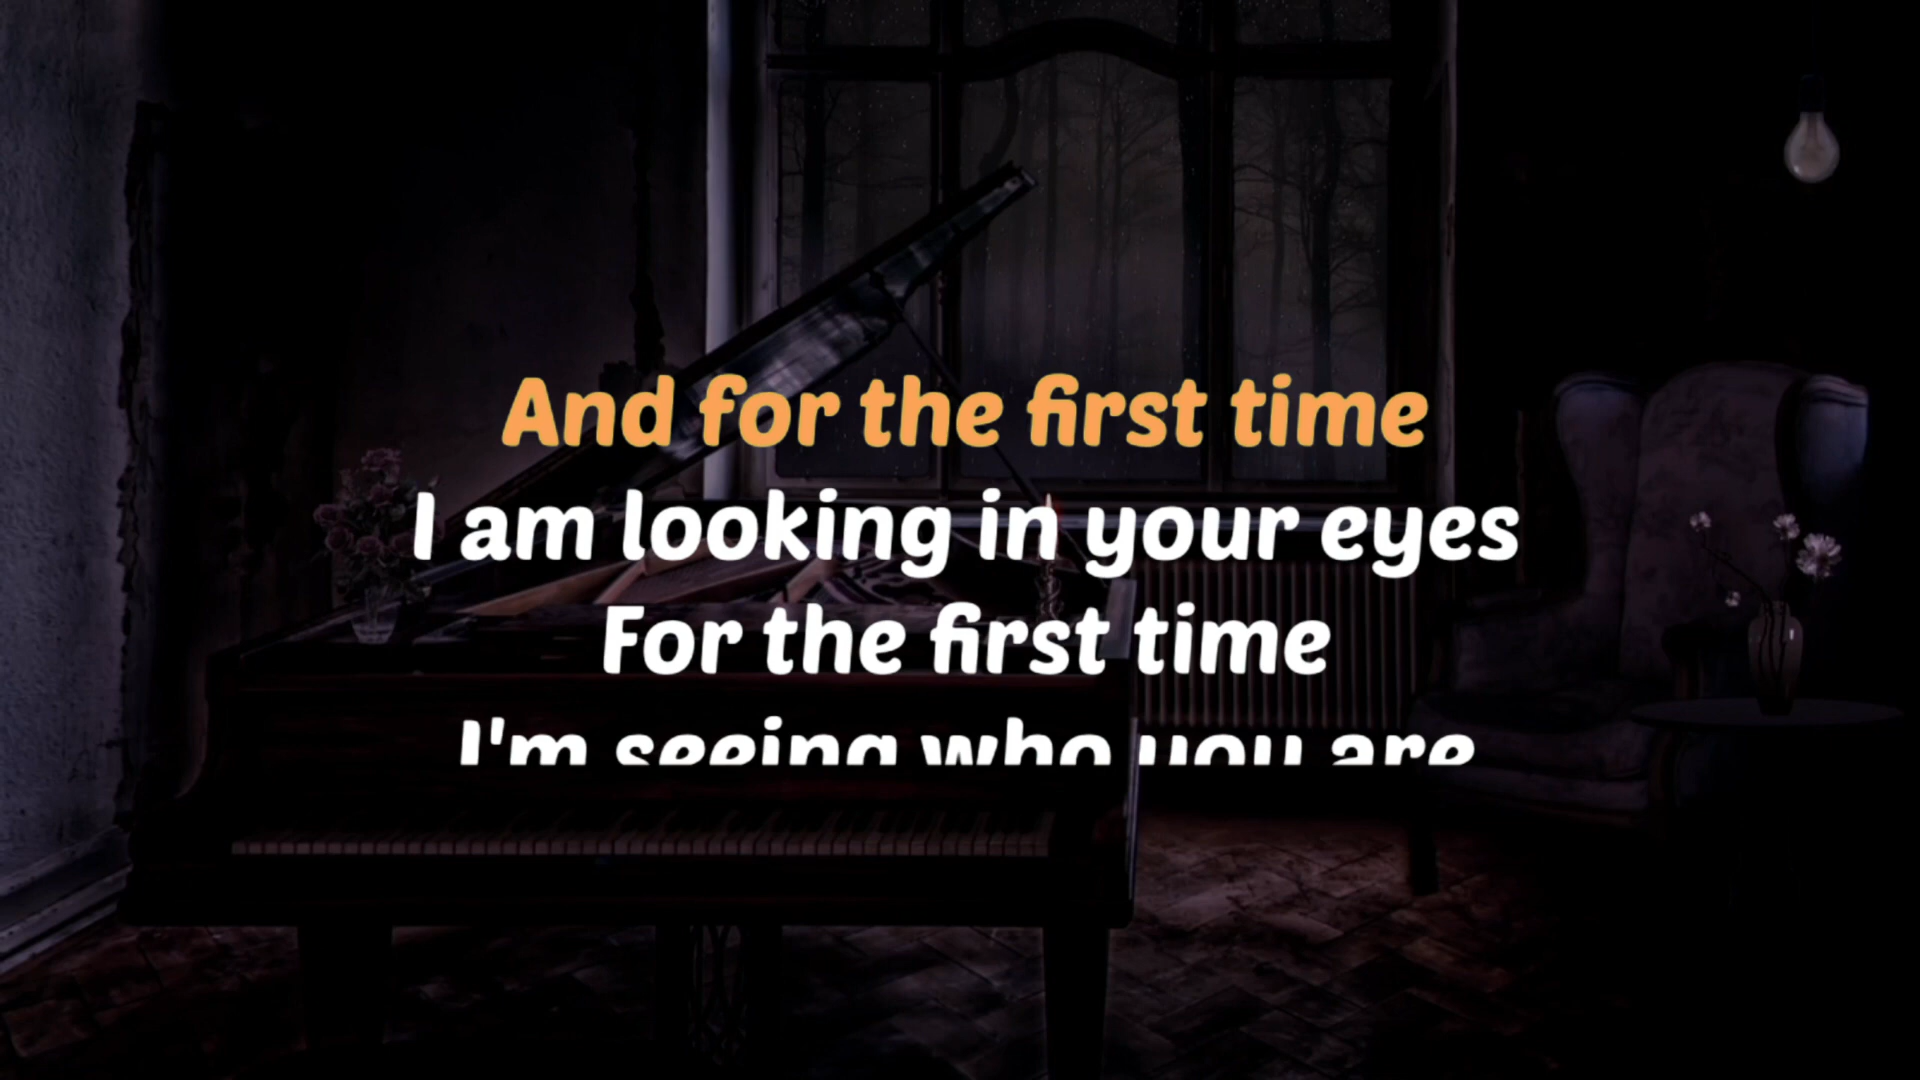 And for the first time
I am looking in your eyes
For the first time
I'm seeing who you are